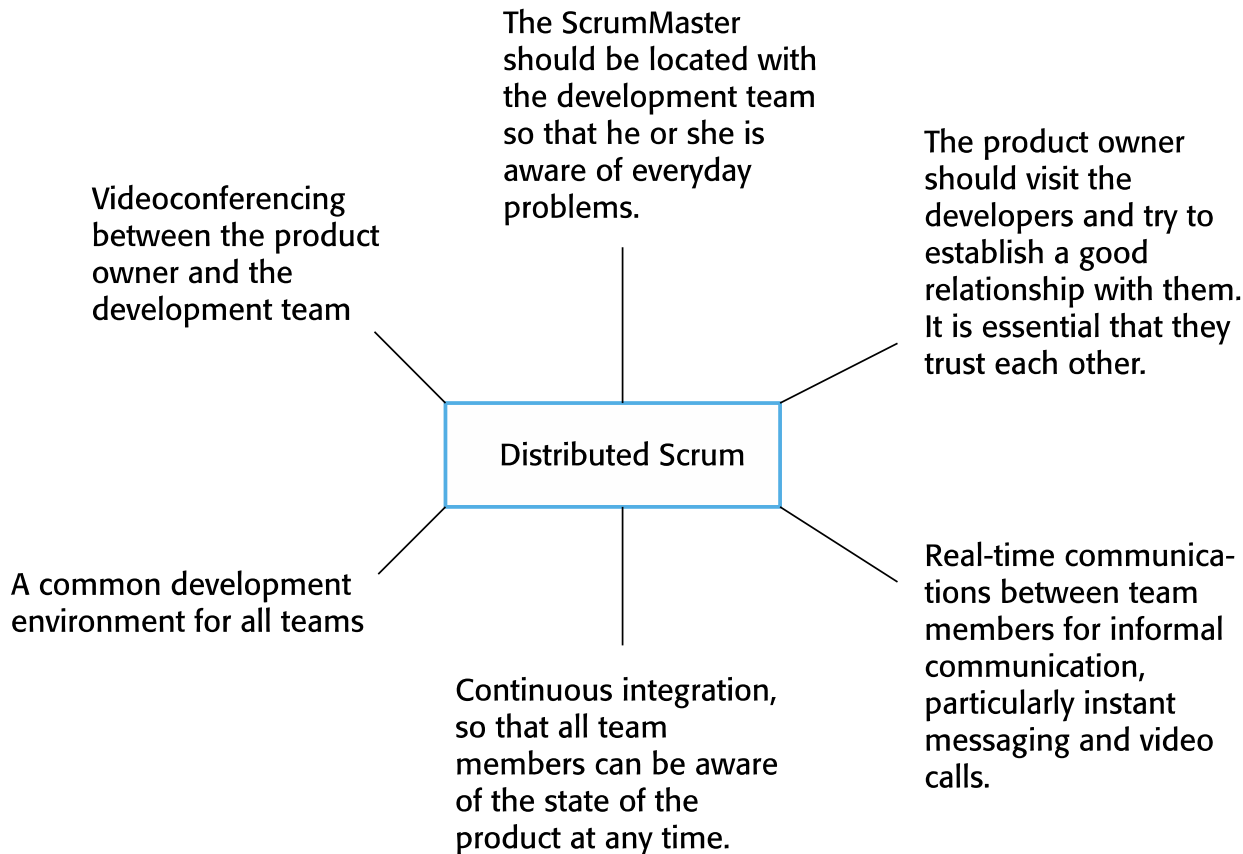 The ScrumMaster
should be located with
the development team
so that he or she is
aware of everyday
problems.
The product owner
should visit the
developers and try to
establish a good
relationship with them.
It is essential that they
trust each other.
Videoconferencing
between the product
owner and the
development team
Distributed Scrum
A common development
environment for all teams
Real-time communica-
tions between team
members for informal
communication,
particularly instant
messaging and video
calls.
Continuous integration,
so that all team
members can be aware
of the state of the
product at any time.